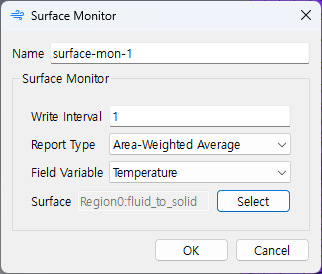 Surface Monitor
Name surface-mon-1
Surface Monitor
Write Interval 1
Report Type Area-Weighted Average
Field Variable Temperature
Surface Region0:fluid_to_solid Select
OK Cancel